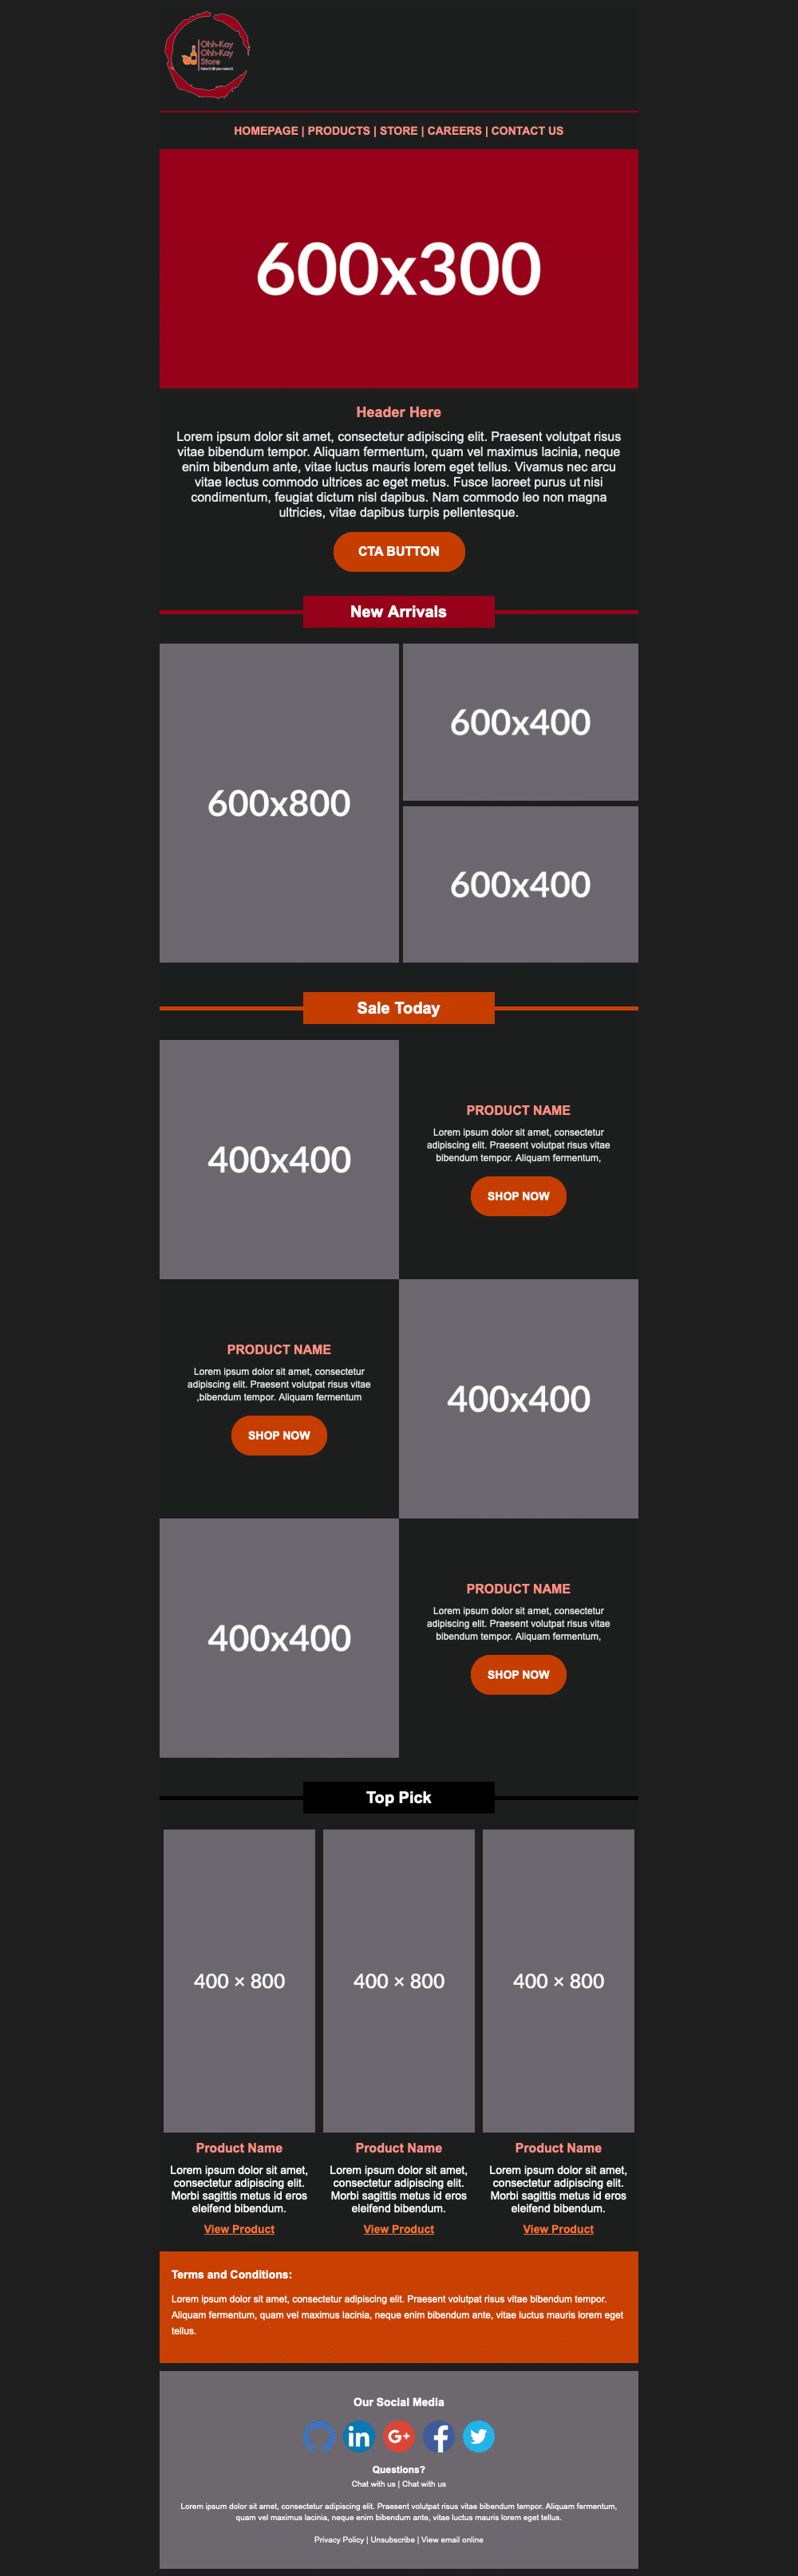 Ohh-Kay
Ohh-Kay
Store
HOMEPAGE | PRODUCTS | STORE | CAREERS | CONTACT US
600x300
Header Here
Lorem ipsum dolor sit amet, consectetur adipiscing elit. Praesent volutpat risus
vitae bibendum tempor. Aliquam fermentum, quam vel maximus lacinia, neque
enim bibendum ante, vitae luctus mauris lorem eget tellus. Vivamus nec arcu
vitae lectus commodo ultrices ac eget metus. Fusce laoreet purus ut nisi
condimentum, feugiat dictum nisl dapibus. Nam commodo leo non magna
ultricies, vitae dapibus turpis pellentesque.
CTA BUTTON
New Arrivals
600x800
600x400
600x400
Sale Today
400x400
PRODUCT NAME
Lorem ipsum dolor sit amet, consectetur
adipiscing elit. Praesent volutpat risus vitae
bibendum tempor. Aliquam fermentum,
SHOP NOW
PRODUCT NAME
Lorem ipsum dolor sit amet, consectetur
adipiscing elit. Praesent volutpat risus vitae
,bibendum tempor. Aliquam fermentum
SHOP NOW
400x400
400x400
PRODUCT NAME
Lorem ipsum dolor sit amet, consectetur
adipiscing elit. Praesent volutpat risus vitae
bibendum tempor. Aliquam fermentum,
SHOP NOW
Top Pick
400 × 800
400 × 800
400 × 800
Product Name
Lorem ipsum dolor sit amet,
consectetur adipiscing elit.
Morbi sagittis metus id eros
eleifend bibendum.
View Product
Product Name
Lorem ipsum dolor sit amet,
consectetur adipiscing elit.
Morbi sagittis metus id eros
eleifend bibendum.
View Product
Product Name
Lorem ipsum dolor sit amet,
consectetur adipiscing elit.
Morbi sagittis metus id eros
eleifend bibendum.
View Product
Terms and Conditions:
Lorem ipsum dolor sit amet, consectetur adipiscing elit. Praesent volutpat risus vitae bibendum tempor.
Aliquam fermentum, quam vel maximus lacinia, neque enim bibendum ante, vitae luctus mauris lorem eget
tellus.
Our Social Media
in G+ f
Questions?
Chat with us | Chat with us
Lorem ipsum dolor sit amet, consectetur adipiscing elit. Praesent volutpat risus vitae bibendum tempor. Aliquam fermentum,
quam vel maximus lacinia, neque enim bibendum ante, vitae luctus mauris lorem eget tellus.
Privacy Policy | Unsubscribe | View email online